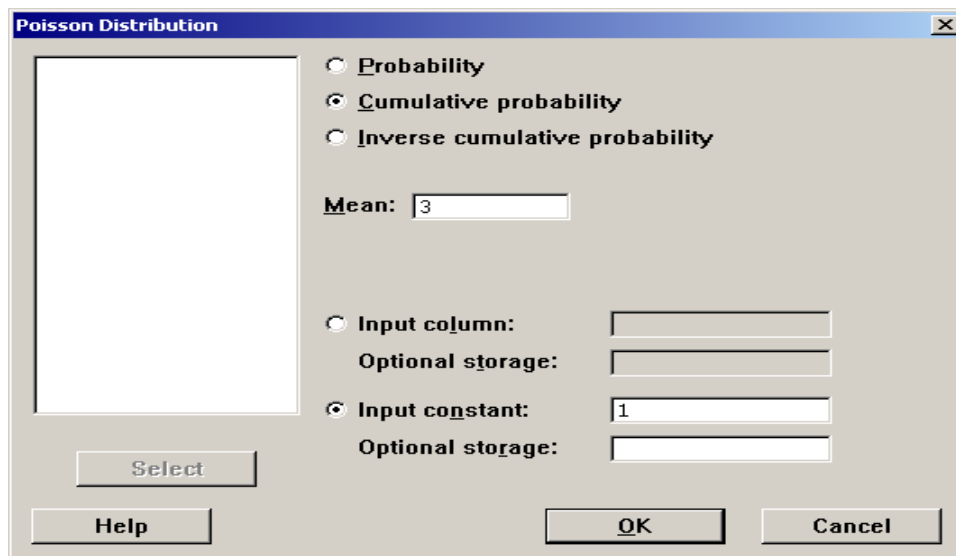 Poisson Distribution
Probability
Cumulative probability
Inverse cumulative probability
Mean: 3
Input column:
Optional storage:
Input constant: 1
Optional storage:
Select
Help OK Cancel